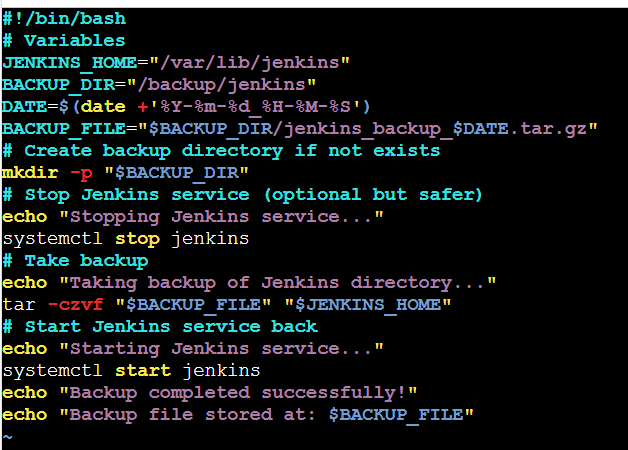 #!/bin/bash
# Variables
JENKINS_HOME="/var/lib/jenkins"
BACKUP_DIR="/backup/jenkins"
DATE=$(date +'%Y-%m-%d_%H-%M-%S')
BACKUP_FILE="$BACKUP_DIR/jenkins_backup_$DATE.tar.gz"
# Create backup directory if not exists
mkdir -p "$BACKUP_DIR"
# Stop Jenkins service (optional but safer)
echo "Stopping Jenkins service..."
systemctl stop jenkins
# Take backup
echo "Taking backup of Jenkins directory..."
tar -czvf "$BACKUP_FILE" "$JENKINS_HOME"
# Start Jenkins service back
echo "Starting Jenkins service..."
systemctl start jenkins
echo "Backup completed successfully!"
echo "Backup file stored at: $BACKUP_FILE"
~